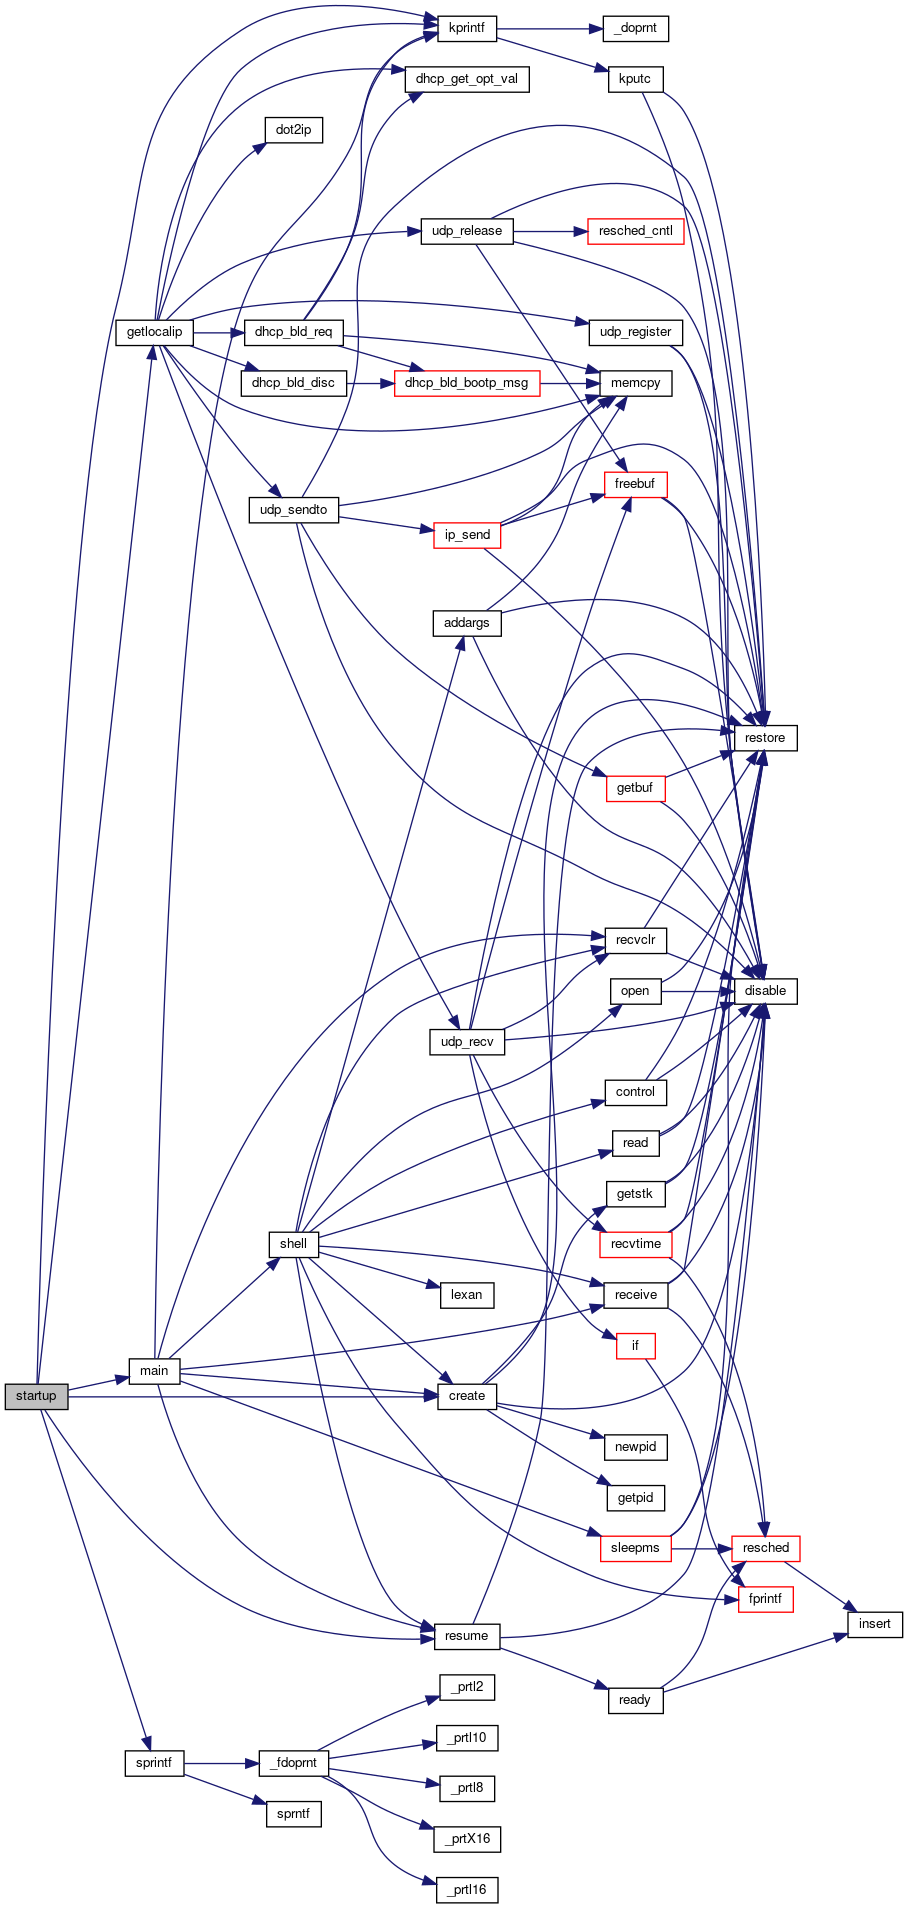 kprintf
_doprnt
kputc
dhcp_get_opt_val
dot2ip
udp_release
resched_cntl
getlocalip
dhcp_bld_req
udp_register
dhcp_bld_disc
dhcp_bld_bootp_msg
memcpy
freebuf
udp_sendto
ip_send
addargs
restore
getbuf
recvclr
open
disable
udp_recv
control
read
getstk
shell
recvtime
lexan
receive
if
main
startup
create
newpid
getpid
sleepms
resched
fprintf
insert
resume
ready
_prtl2
_prtl10
sprintf
_fdoprnt
_prtl8
sprntf
_prtX16
_prtl16